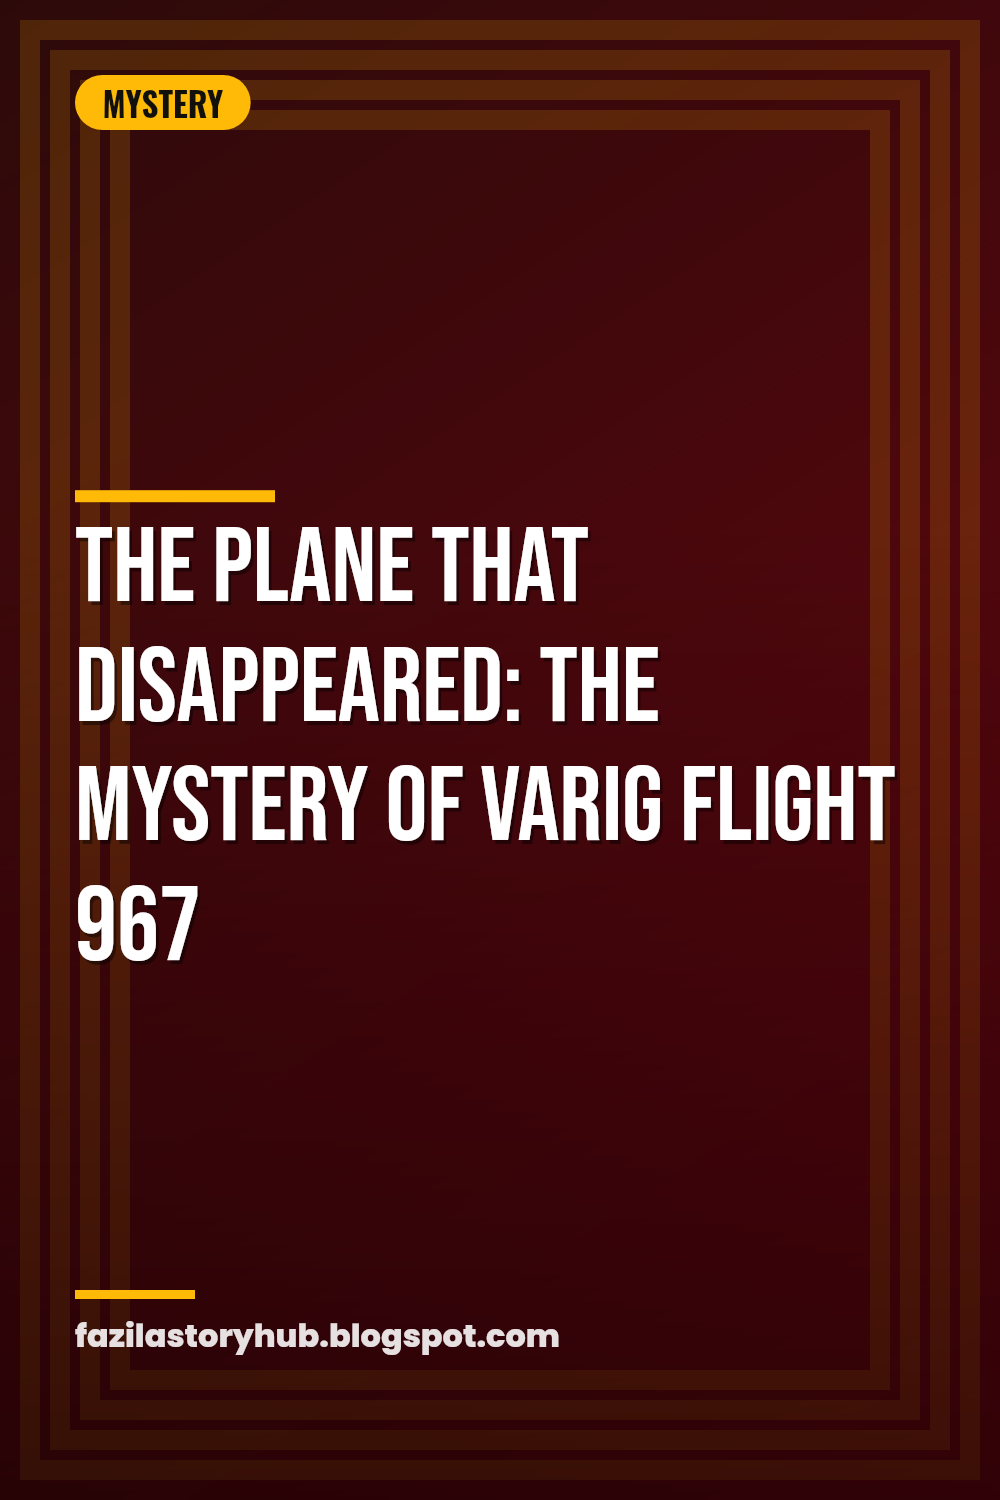 MYSTERY
THE PLANE THAT
DISAPPEARED: THE
MYSTERY OF VARIG FLIGHT
967
fazilastoryhub.blogspot.com